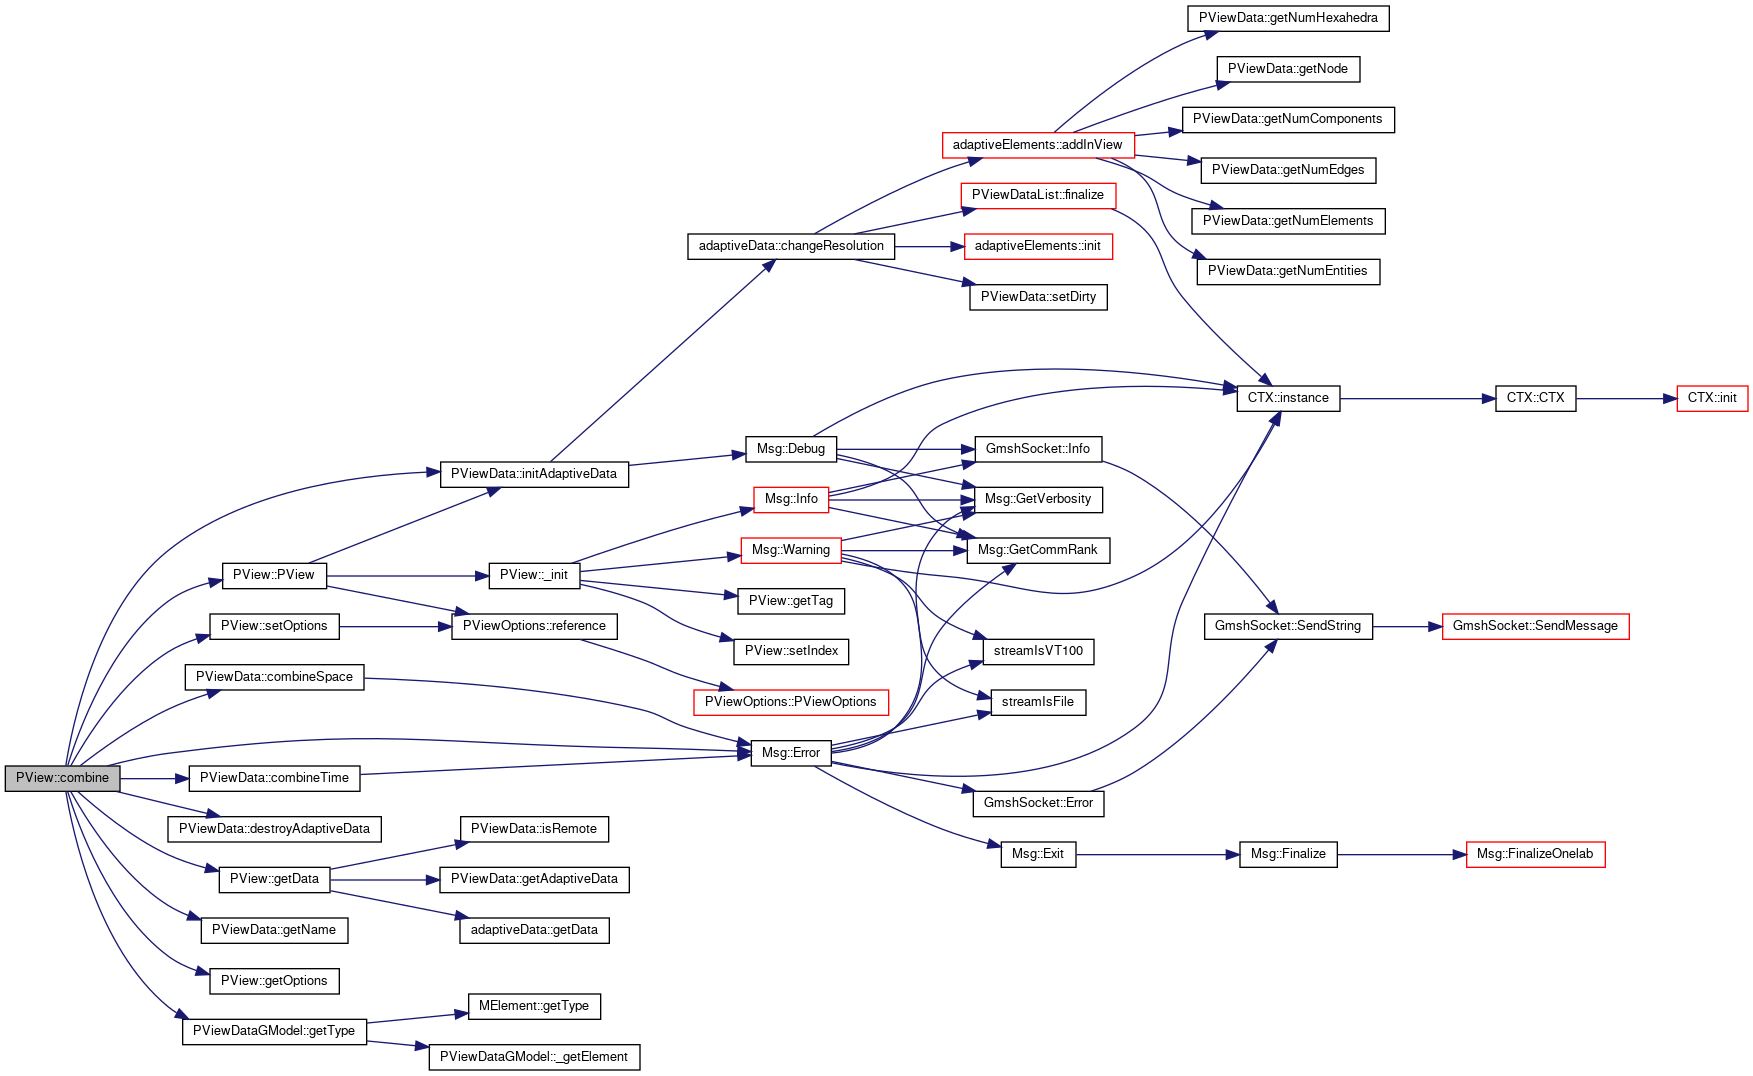 PView::combine
PViewData::initAdaptiveData
PView::PView
PView::setOptions
PViewData::combineSpace
PViewData::combineTime
PViewData::destroyAdaptiveData
PView::getData
PViewData::getName
PView::getOptions
PViewDataGModel::getType
PView::_init
PViewOptions::reference
PViewData::isRemote
PViewData::getAdaptiveData
adaptiveData::getData
MElement::getType
PViewDataGModel::_getElement
adaptiveData::changeResolution
Msg::Debug
Msg::Info
Msg::Warning
PView::getTag
PView::setIndex
PViewOptions::PViewOptions
Msg::Error
adaptiveElements::addInView
PViewDataList::finalize
adaptiveElements::init
PViewData::setDirty
GmshSocket::Info
Msg::GetVerbosity
Msg::GetCommRank
streamIsVT100
streamIsFile
GmshSocket::Error
Msg::Exit
PViewData::getNumHexahedra
PViewData::getNode
PViewData::getNumComponents
PViewData::getNumEdges
PViewData::getNumElements
PViewData::getNumEntities
CTX::instance
GmshSocket::SendString
Msg::Finalize
CTX::CTX
GmshSocket::SendMessage
Msg::FinalizeOnelab
CTX::init